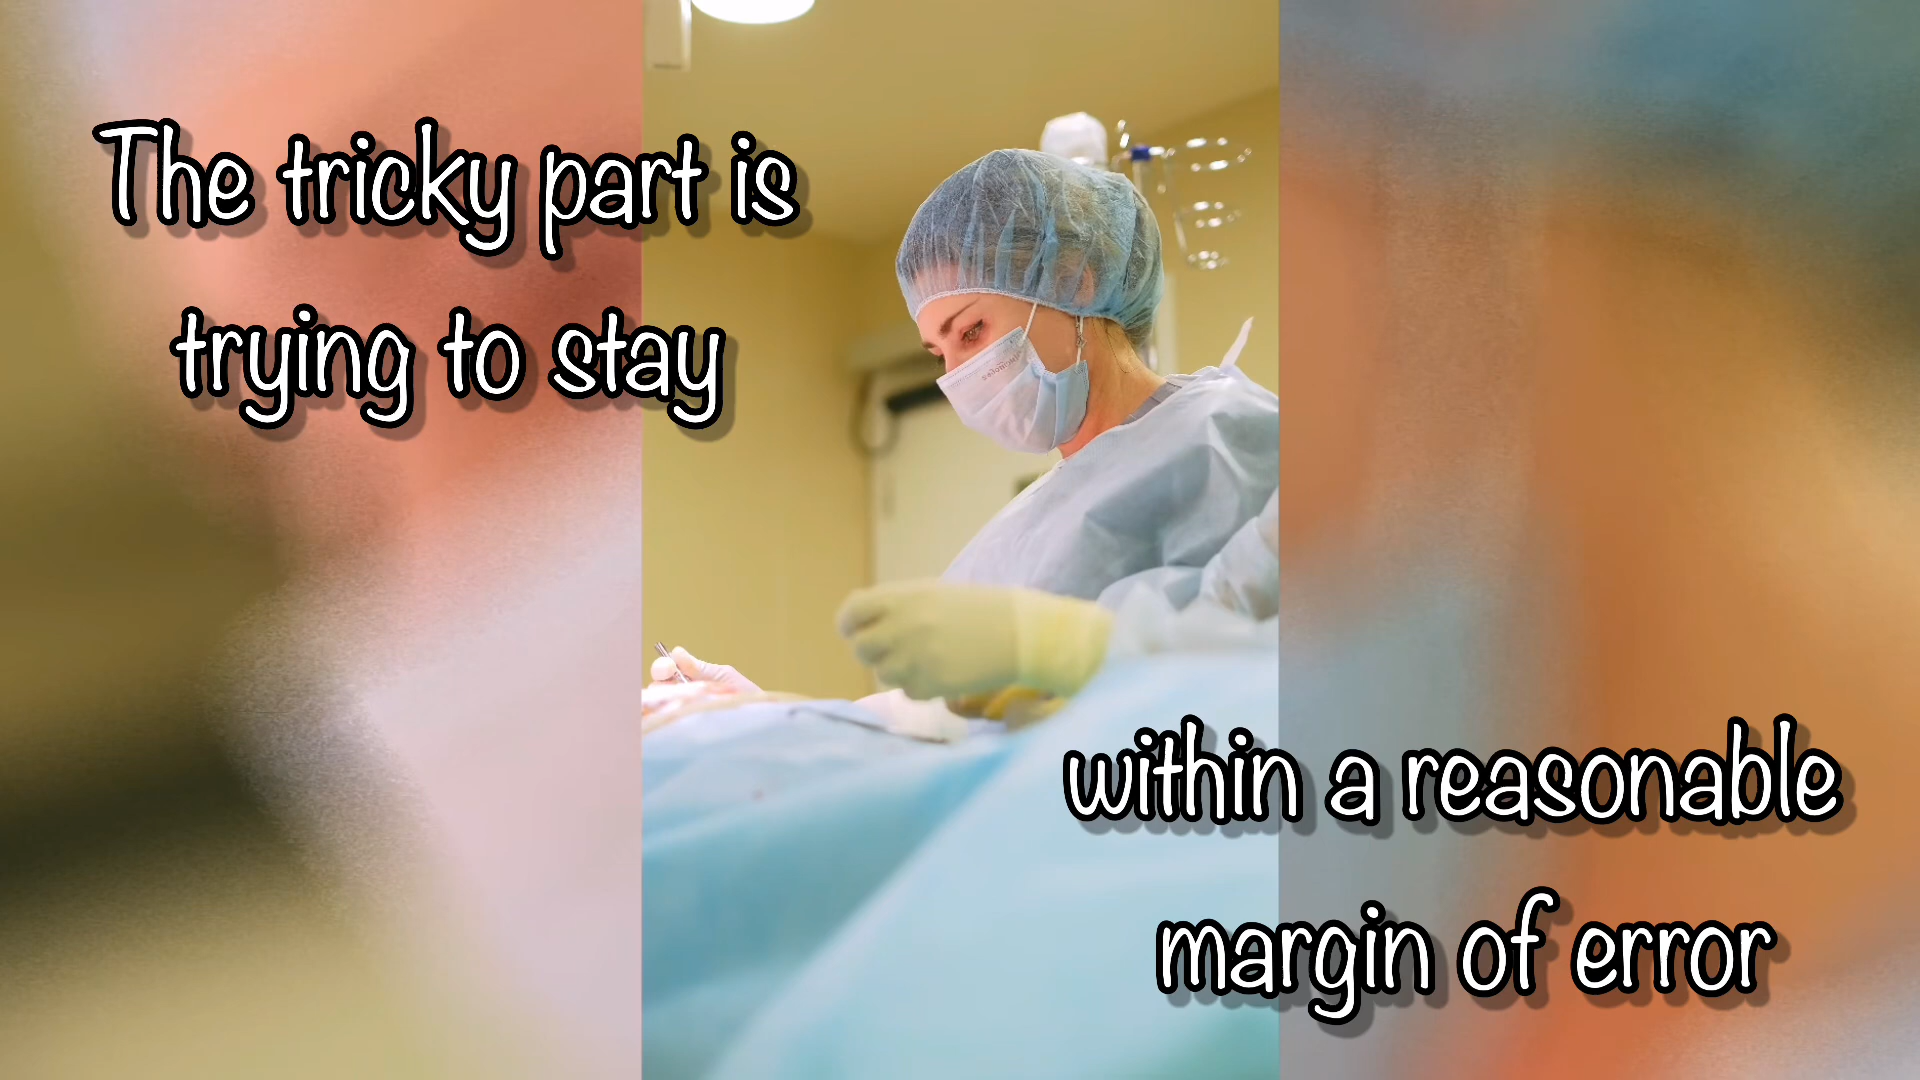 The tricky part is
trying to stay
within a reasonable
margin of error